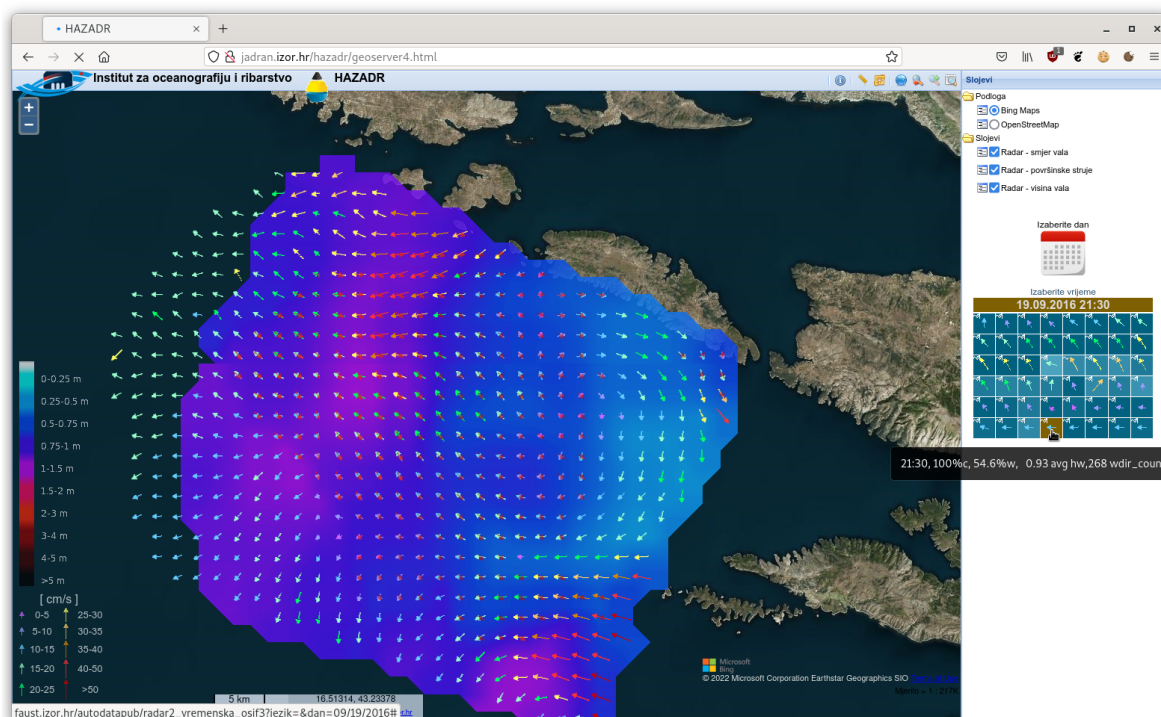 HAZADR
jadran.izor.hr/hazadr/geoserver4.html
1
Institut za oceanografiju i ribarstvo HAZADR
Slojevi
Podloga
Bing Maps
OpenStreetMap
Slojevi
Radar - smjer vala
Radar - površinske struje
Radar - visina vala
Izaberite dan
Izaberite vrijeme
19.09.2016 21:30
21:30, 100%c, 54.6%w, 0.93 avg hw,268 wdir_coun
0-0.25 m
0.25-0.5 m
0.5-0.75 m
0.75-1 m
1-1.5 m
1.5-2 m
2-3 m
3-4 m
4-5 m
>5 m
[ cm/s ]
0-5 25-30
5-10 30-35
10-15 35-40
15-20 40-50
20-25 >50
Microsoft
Bing
© 2022 Microsoft Corporation Earthstar Geographics SIO
Mjerilo = 1 : 217K
5 km 16.51314, 43.23378
faust.izor.hr/autodatapub/radar2_vremenska_osjf3?jezik=&dan=09/19/2016#